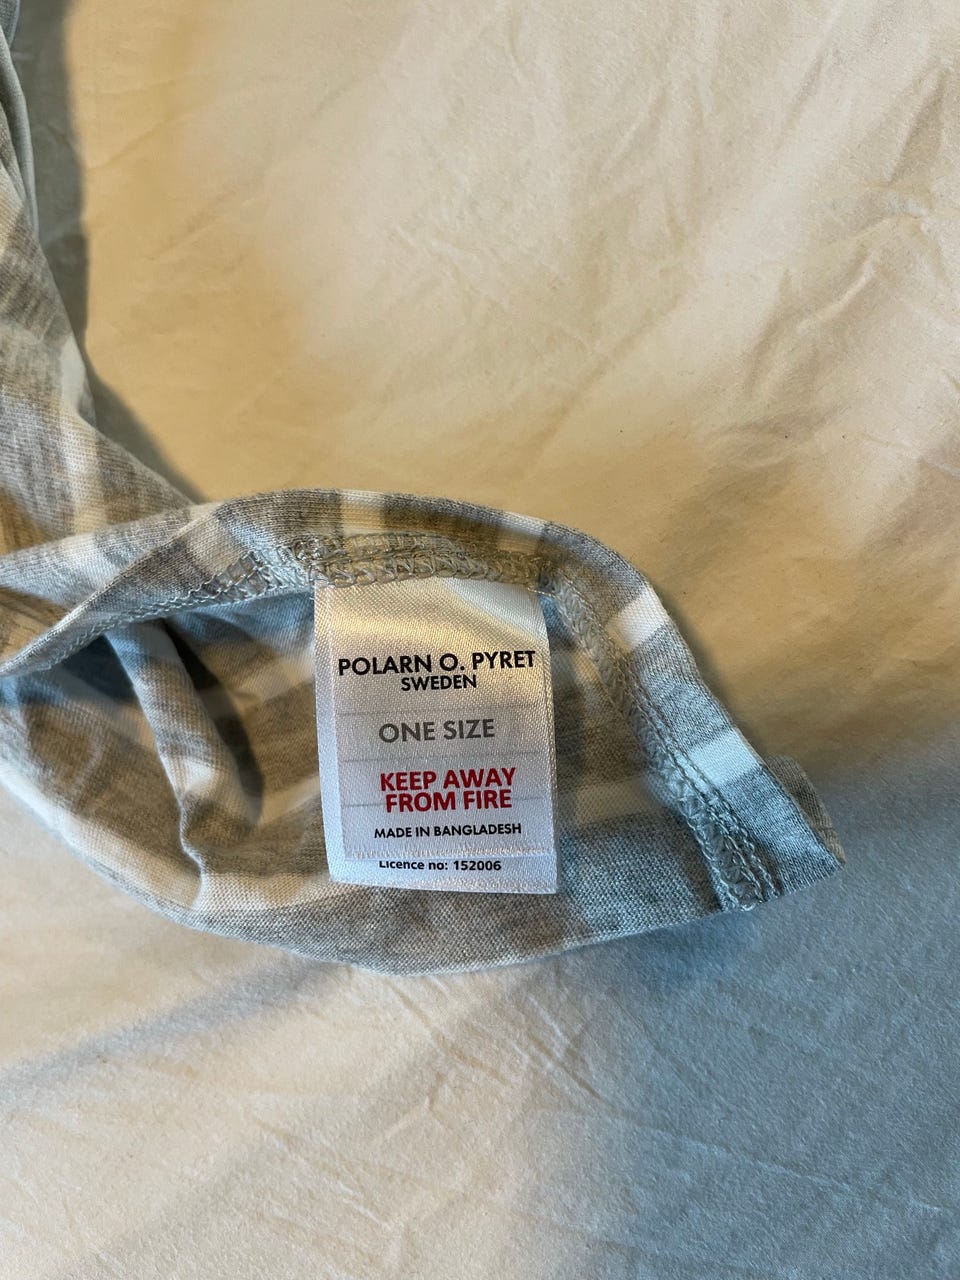 POLARN O. PYRET
SWEDEN
ONE SIZE
KEEP AWAY
FROM FIRE
MADE IN BANGLADESH
Licence no: 152006